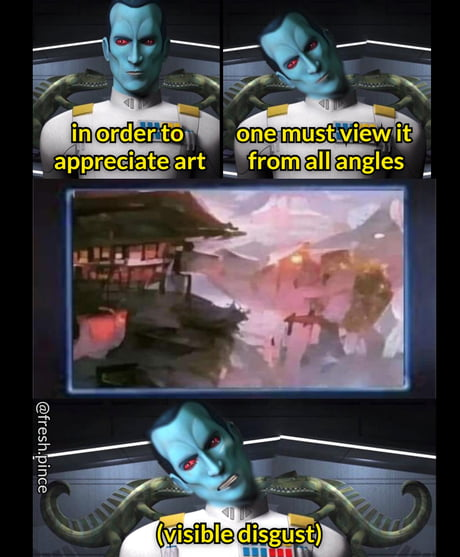 in order to
appreciate art
one must view it
from all angles
@fresh.pince
(visible disgust)